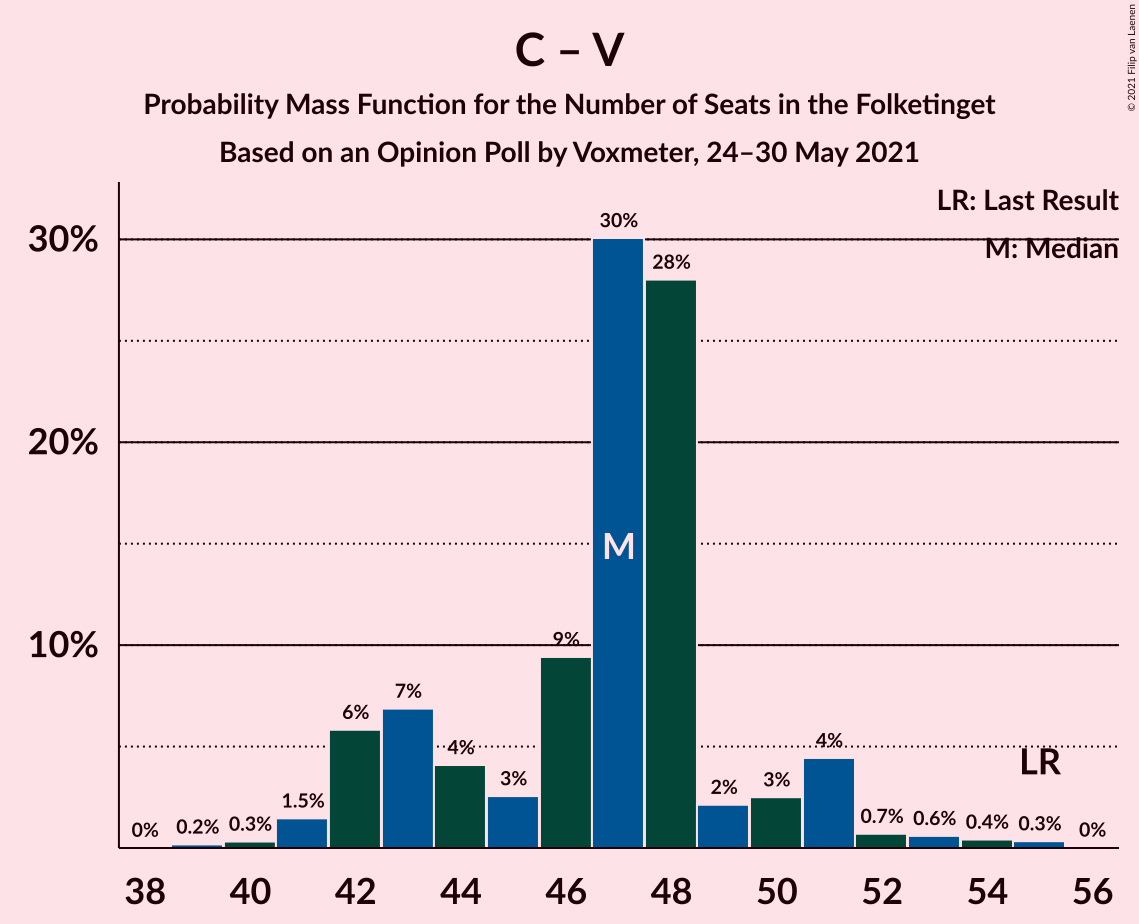 C – V
Probability Mass Function for the Number of Seats in the Folketinget
Based on an Opinion Poll by Voxmeter, 24–30 May 2021
© 2021 Filip van Laenen
LR: Last Result
M: Median
30%
20%
10%
0%
0.2%
0.3%
1.5%
6%
7%
4%
3%
9%
30%
28%
2%
3%
4%
0.7%
0.6%
0.4%
0.3%
0%
M
LR
38 40 42 44 46 48 50 52 54 56